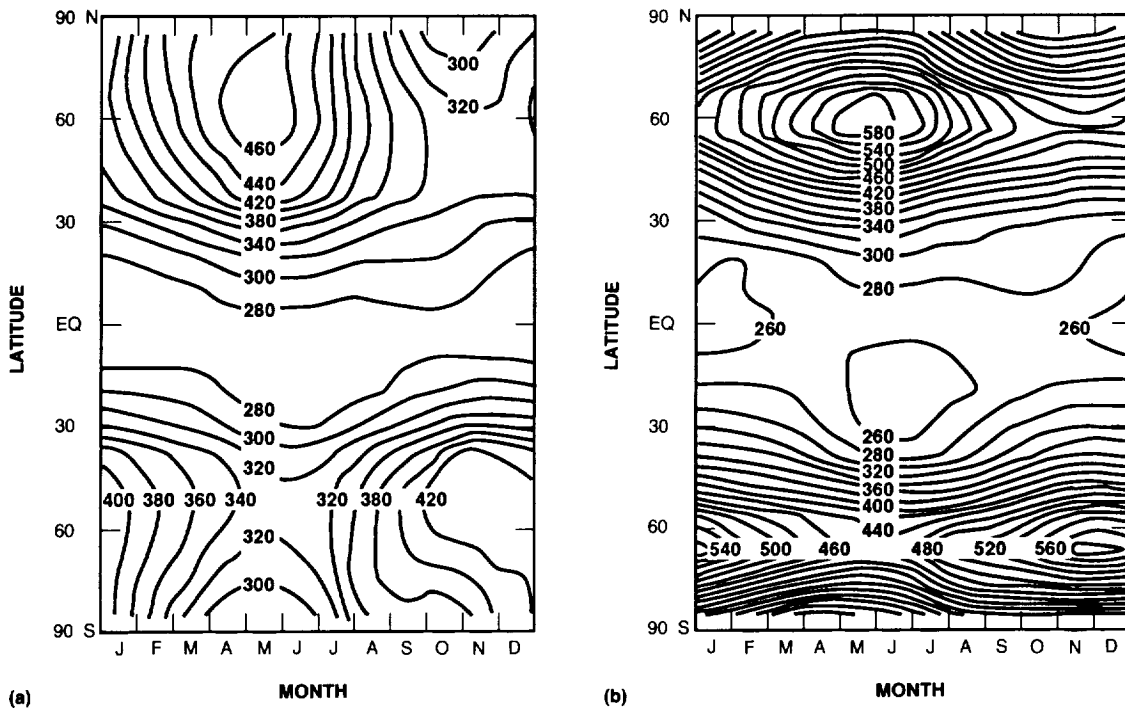 90 N
60
30
EQ
30
60
90 S
LATITUDE
460
440
420
380
340
300
280
300
320
280
300
320
400 380 360 340 320 380 420
320
300
J F M A M J J A S O N D
MONTH
(a)
90 N
60
30
EQ
30
60
90 S
LATITUDE
580
540
500
460
420
380
340
300
280
260 260
260
280
320
360
400
440
540 500 460 480 520 560
J F M A M J J A S O N D
MONTH
(b)